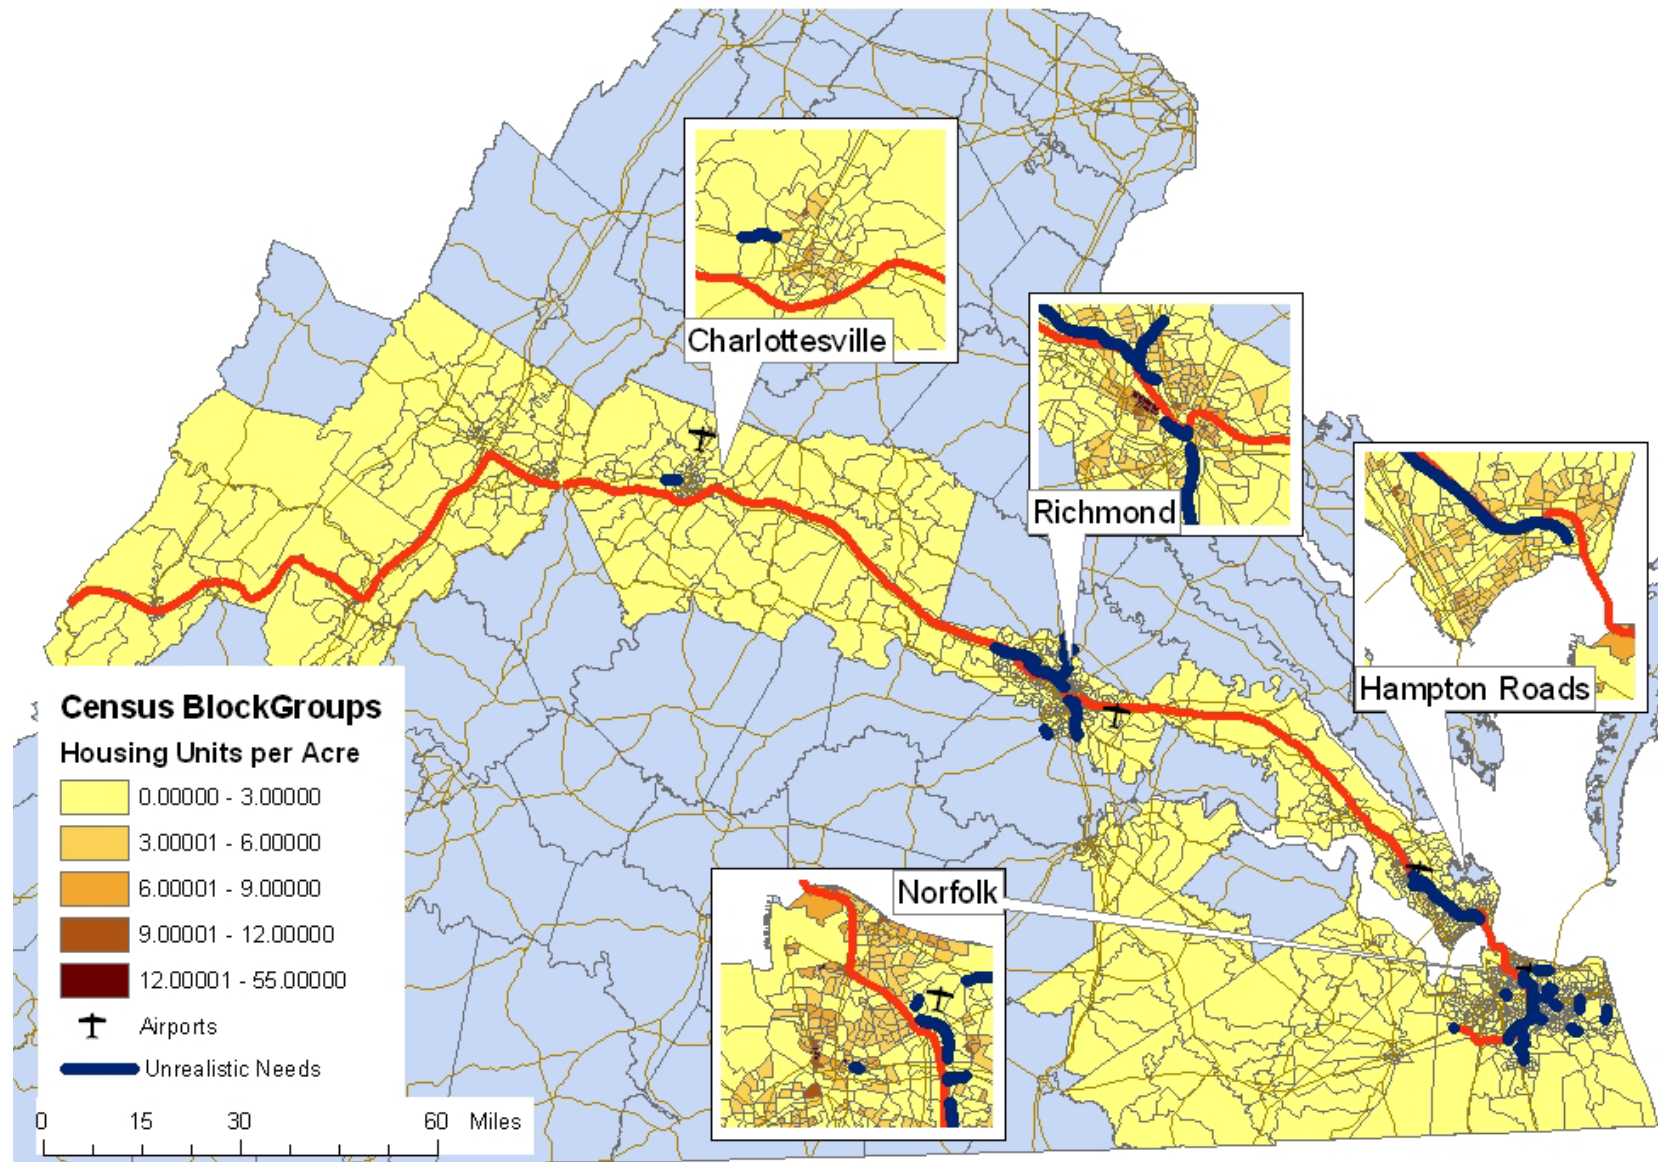 Charlottesville
Richmond
Hampton Roads
Norfolk
Census BlockGroups
Housing Units per Acre
0.00000 - 3.00000
3.00001 - 6.00000
6.00001 - 9.00000
9.00001 - 12.00000
12.00001 - 55.00000
Airports
Unrealistic Needs
0 15 30 60 Miles